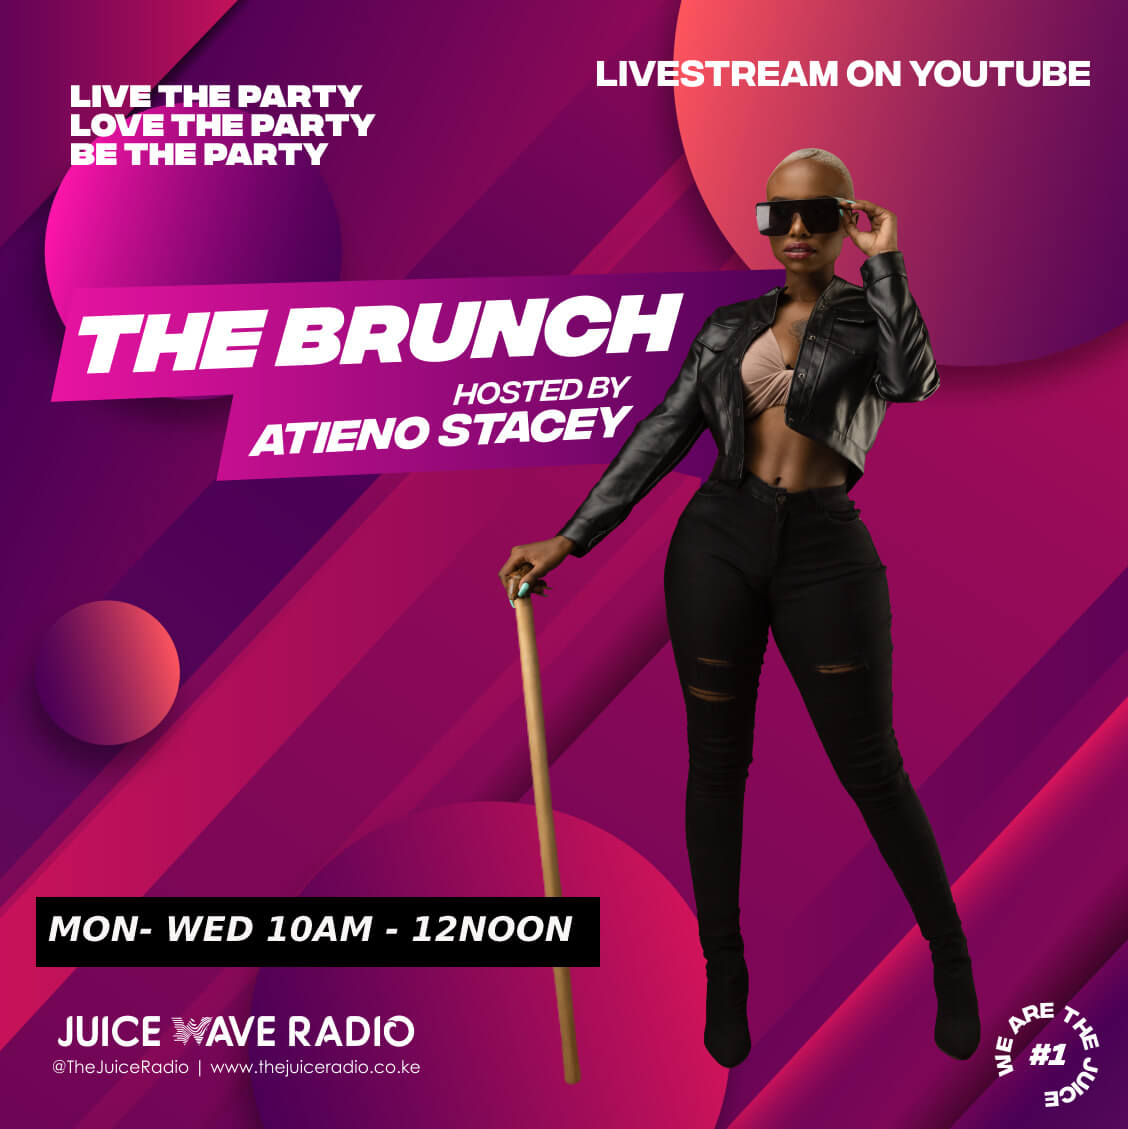 LIVE THE PARTY
LOVE THE PARTY
BE THE PARTY
LIVESTREAM ON YOUTUBE
THE BRUNCH
HOSTED BY
ATIENO STACEY
MON- WED 10AM - 12NOON
JUICE WAVE RADIO
@TheJuiceRadio | www.thejuiceradio.co.ke
WE ARE THE JUICE
#1